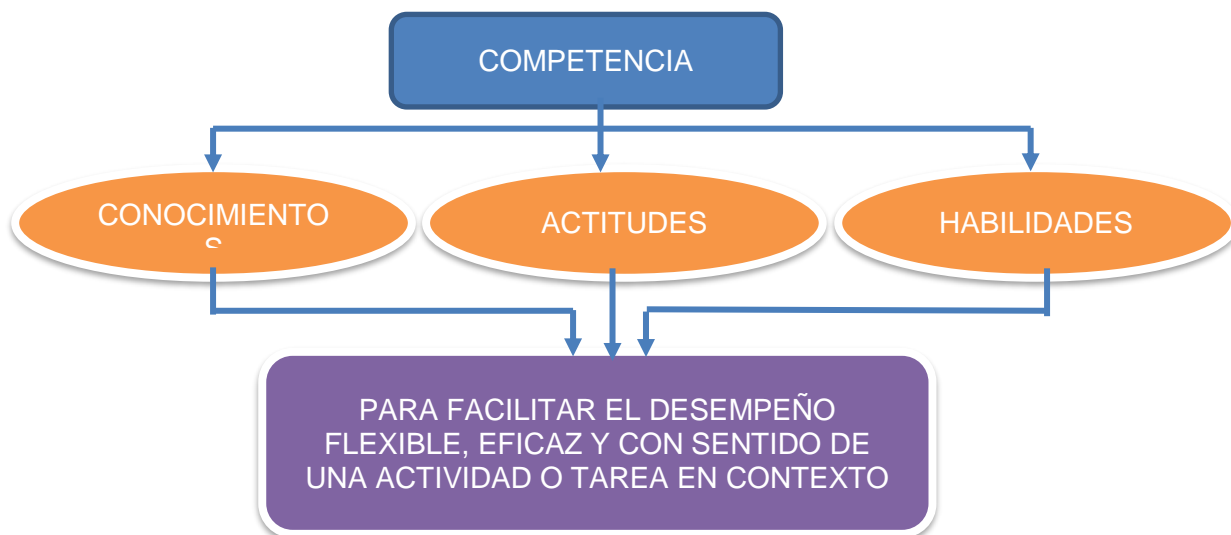 COMPETENCIA
CONOCIMIENTO
S
ACTITUDES
HABILIDADES
PARA FACILITAR EL DESEMPEÑO
FLEXIBLE, EFICAZ Y CON SENTIDO DE
UNA ACTIVIDAD O TAREA EN CONTEXTO